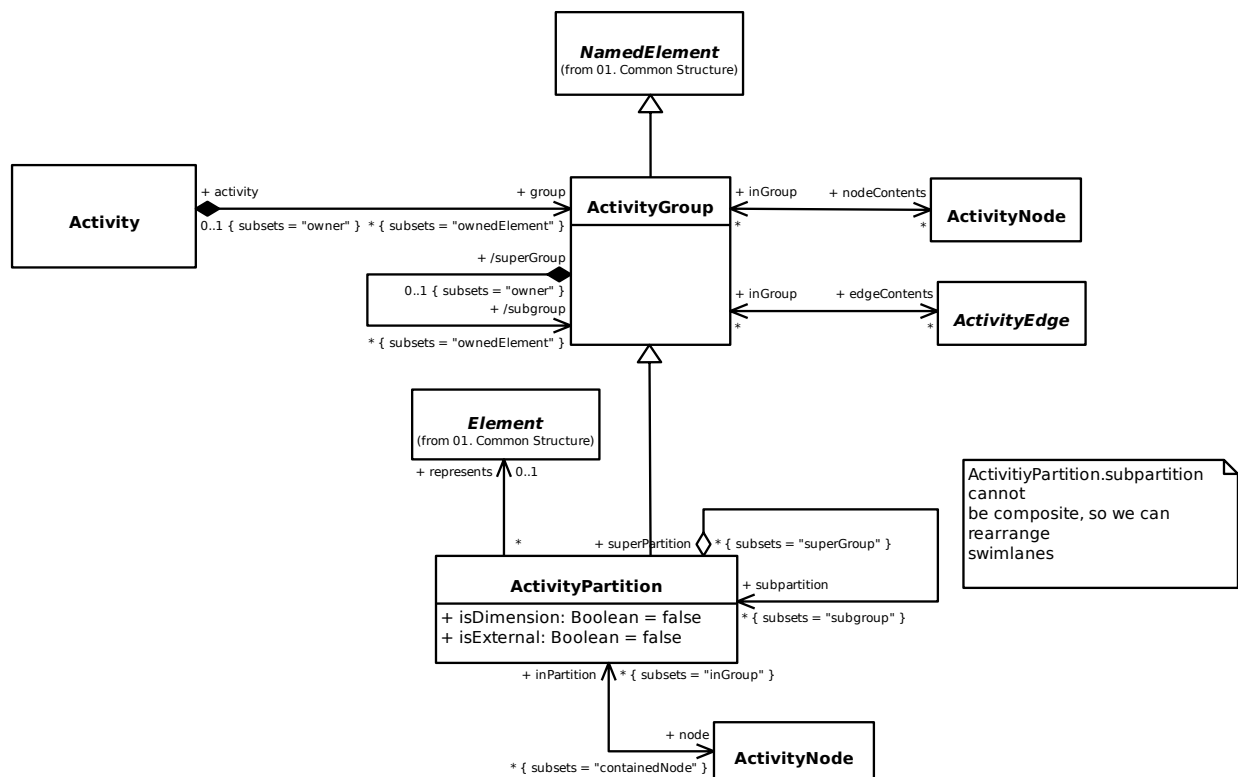 NamedElement
(from 01. Common Structure)
+ activity
+ group
+ inGroup
+ nodeContents
Activity
ActivityGroup
ActivityNode
0..1 { subsets = "owner" }
* { subsets = "ownedElement" }
*
*
+ /superGroup
0..1 { subsets = "owner" }
+ inGroup
+ edgeContents
+ /subgroup
ActivityEdge
*
*
* { subsets = "ownedElement" }
Element
(from 01. Common Structure)
+ represents
0..1
ActivitiyPartition.subpartition
cannot
be composite, so we can
rearrange
swimlanes
*
+ superPartition
* { subsets = "superGroup" }
ActivityPartition
+ subpartition
+ isDimension: Boolean = false
* { subsets = "subgroup" }
+ isExternal: Boolean = false
+ inPartition
* { subsets = "inGroup" }
+ node
ActivityNode
* { subsets = "containedNode" }